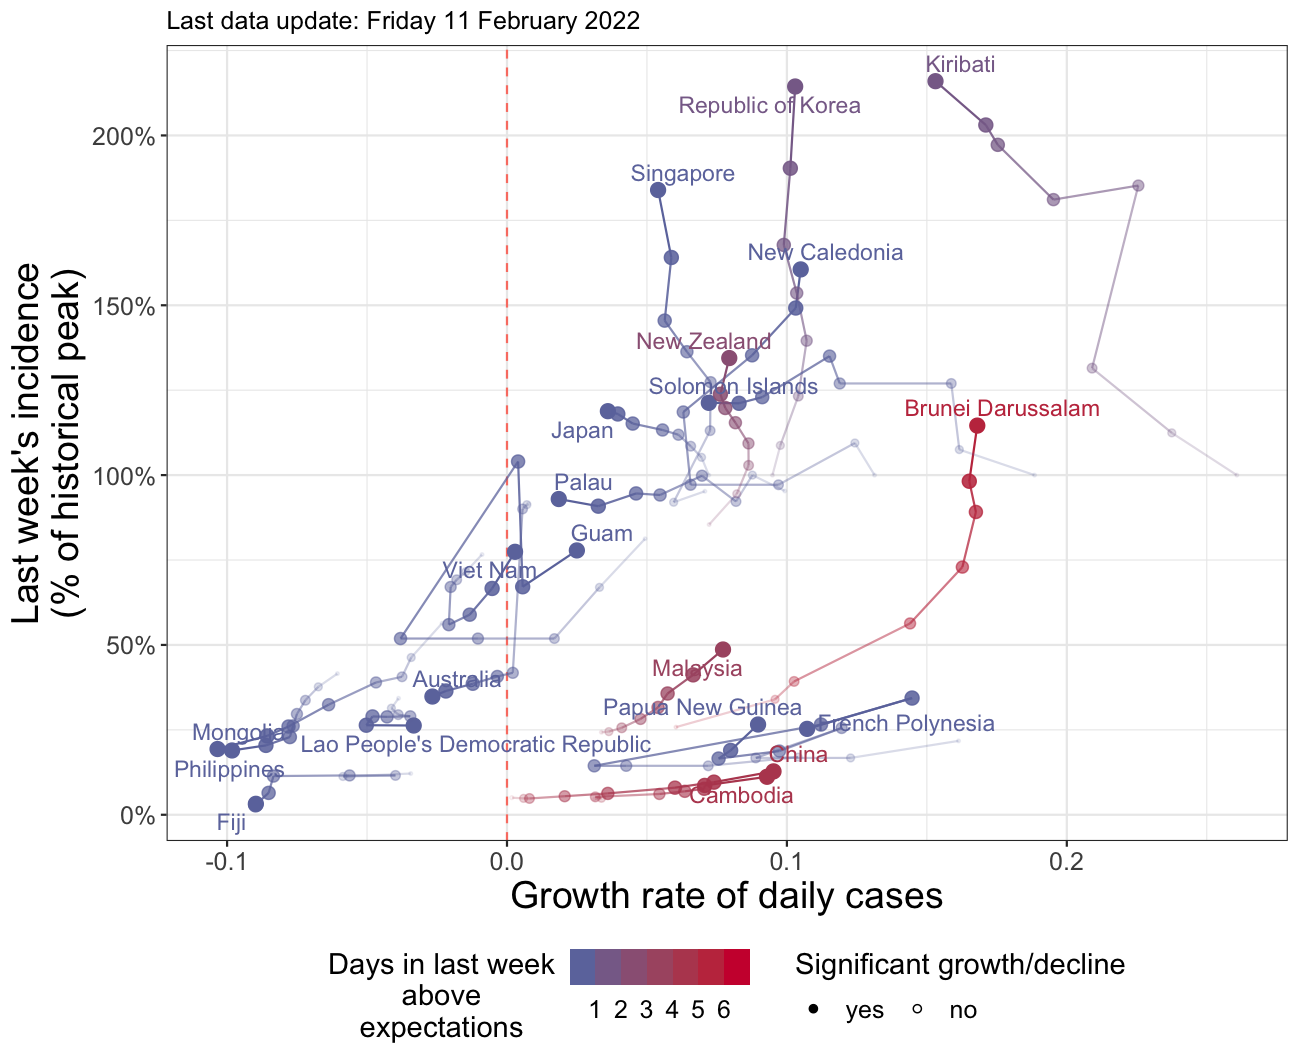 Last data update: Friday 11 February 2022
Kiribati
Republic of Korea
200%
Singapore
New Caledonia
150%
New Zealand
Solomon Islands
Brunei Darussalam
Japan
100%
Palau
Guam
Viet Nam
50%
Malaysia
Australia
Papua New Guinea
French Polynesia
Mongolia
Lao People's Democratic Republic
China
Philippines
Cambodia
0%
Fiji
Last week's incidence
(% of historical peak)
-0.1
0.0
0.1
0.2
Growth rate of daily cases
Days in last week
above
expectations
1 2 3 4 5 6
Significant growth/decline
yes
no